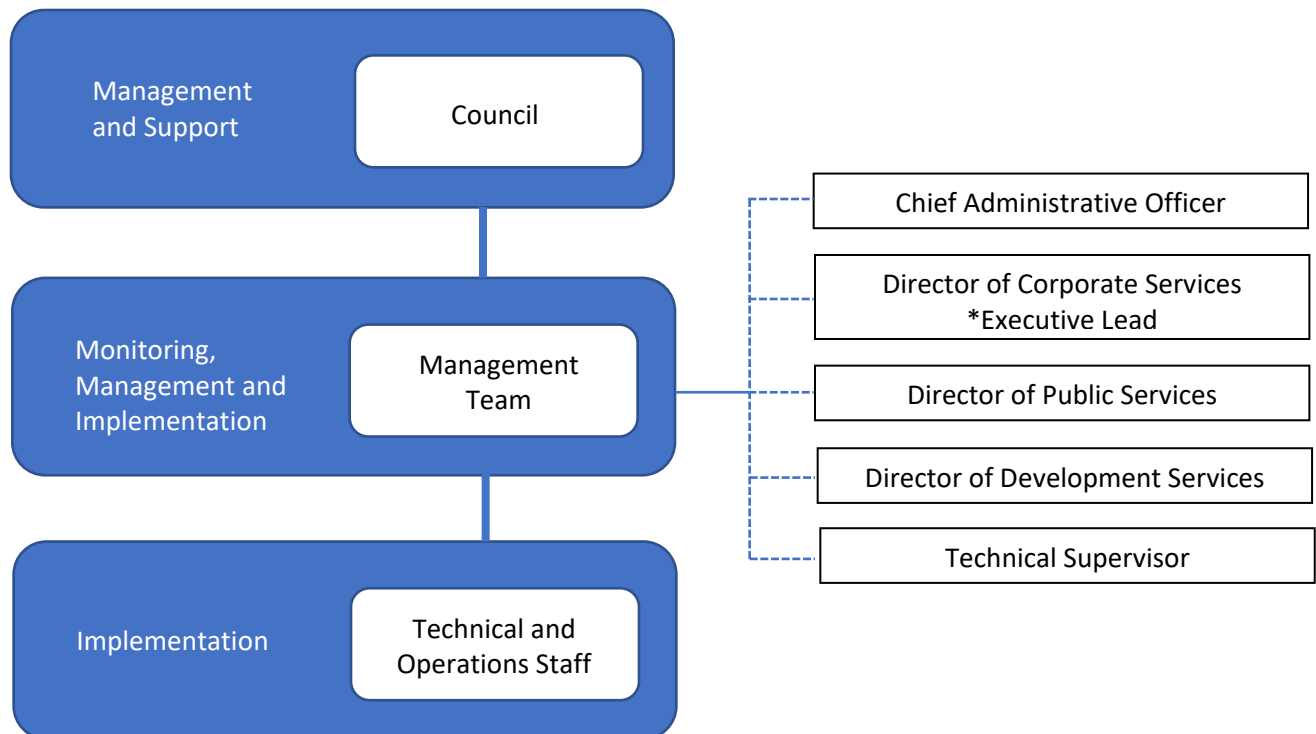 Management
and Support
Council
Monitoring,
Management and
Implementation
Management
Team
Chief Administrative Officer
Director of Corporate Services
*Executive Lead
Director of Public Services
Director of Development Services
Technical Supervisor
Implementation
Technical and
Operations Staff